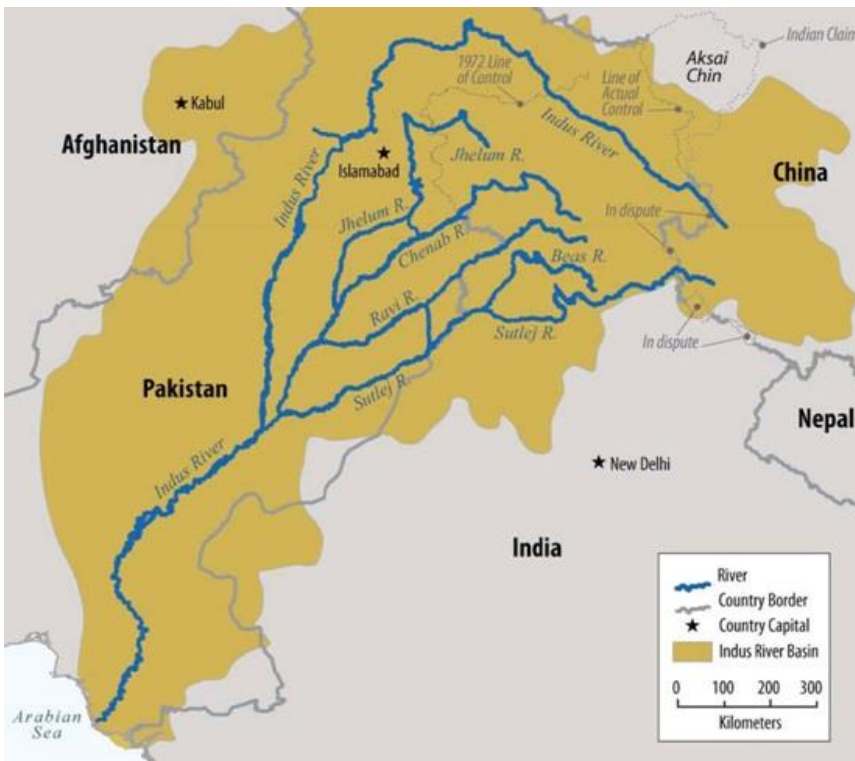 Indian Claim
Aksai
Chin
1972 Line
of Control
Line of
Actual
Control
Kabul
Afghanistan
Islamabad
Indus River
Jhelum R.
Indus River
China
Jhelum R.
Chenab R.
In dispute
Beas R.
Ravi R.
Sutlej R.
In dispute
Pakistan
Sutlej R.
Nepal
Indus River
New Delhi
India
River
Country Border
Country Capital
Indus River Basin
0 100 200 300
Kilometers
Arabian
Sea